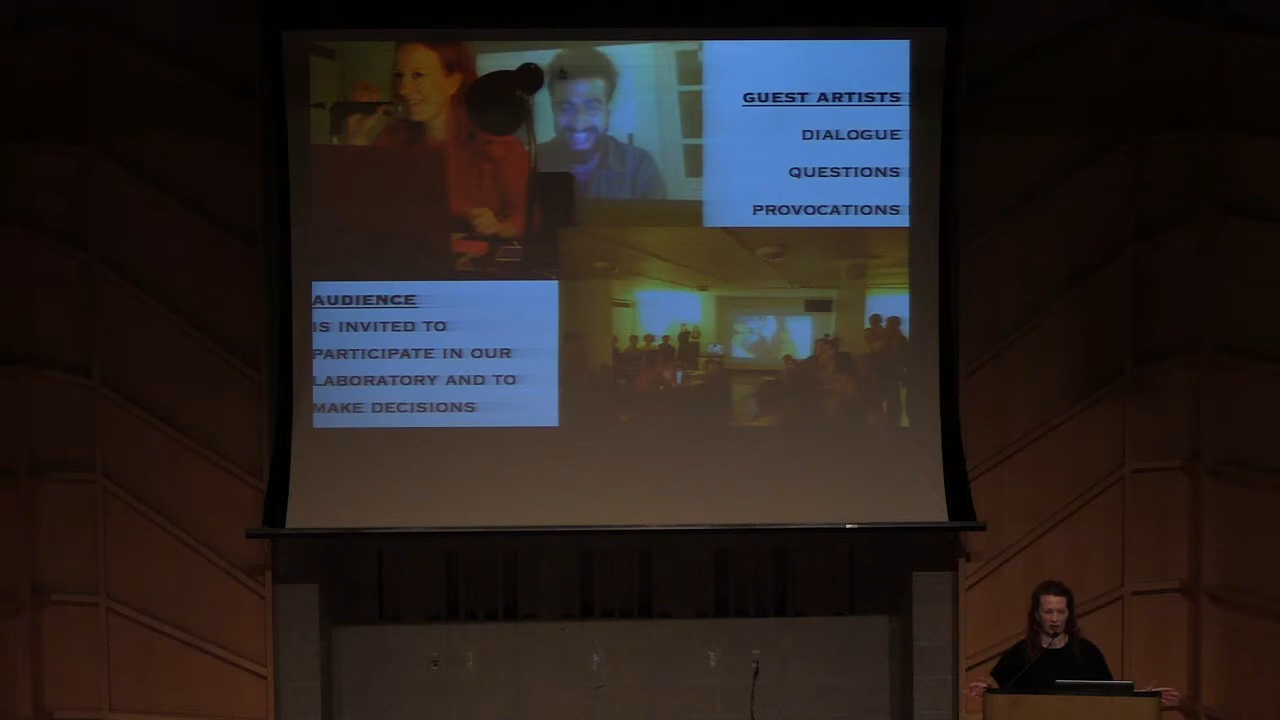 GUEST ARTISTS
DIALOGUE
QUESTIONS
PROVOCATIONS
AUDIENCE
IS INVITED TO
PARTICIPATE IN OUR
LABORATORY AND TO
MAKE DECISIONS